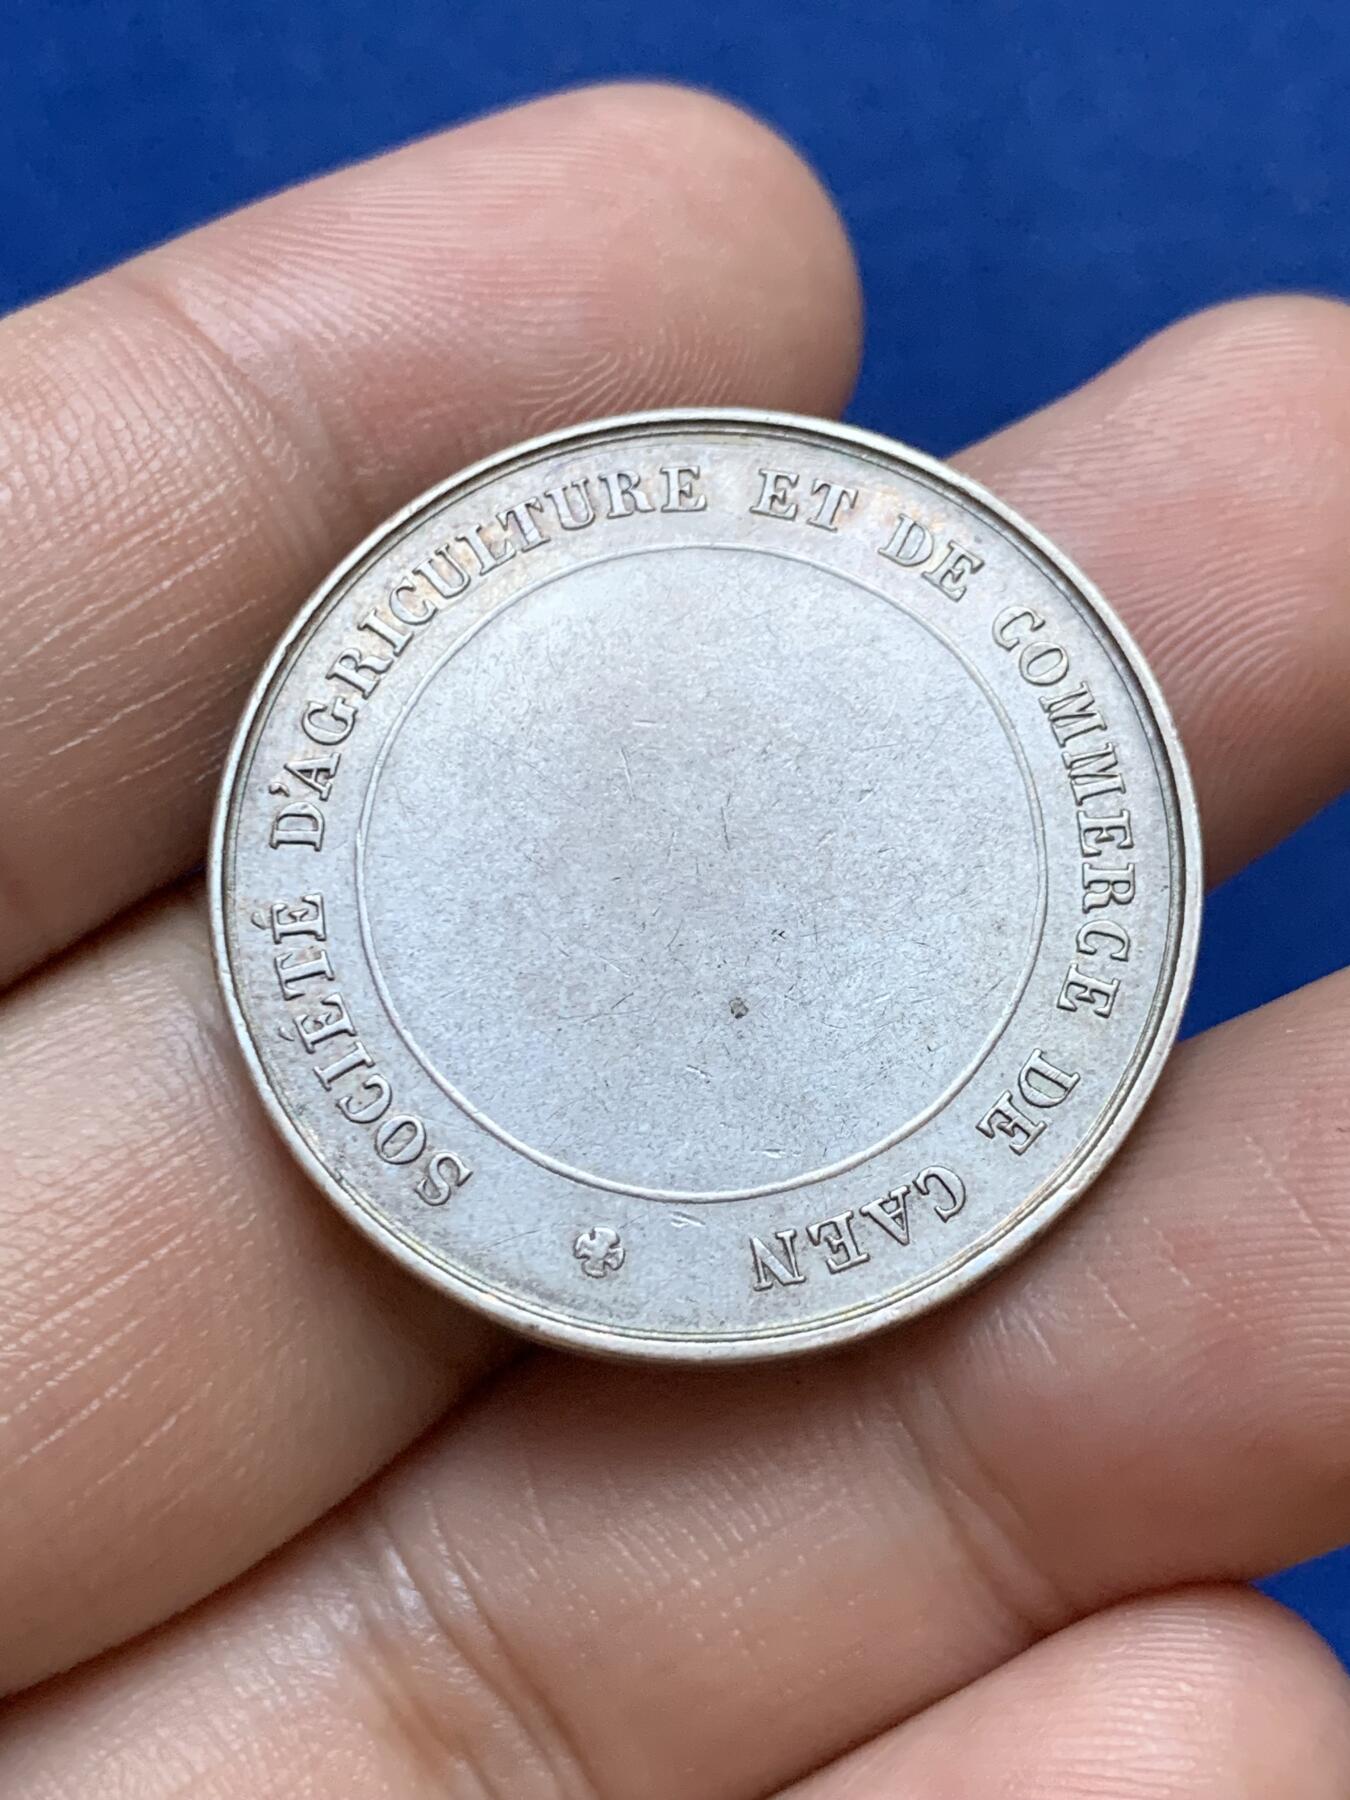 SOCIÉTÉ D'AGRICULTURE ET DE COMMERCE DE CAEN